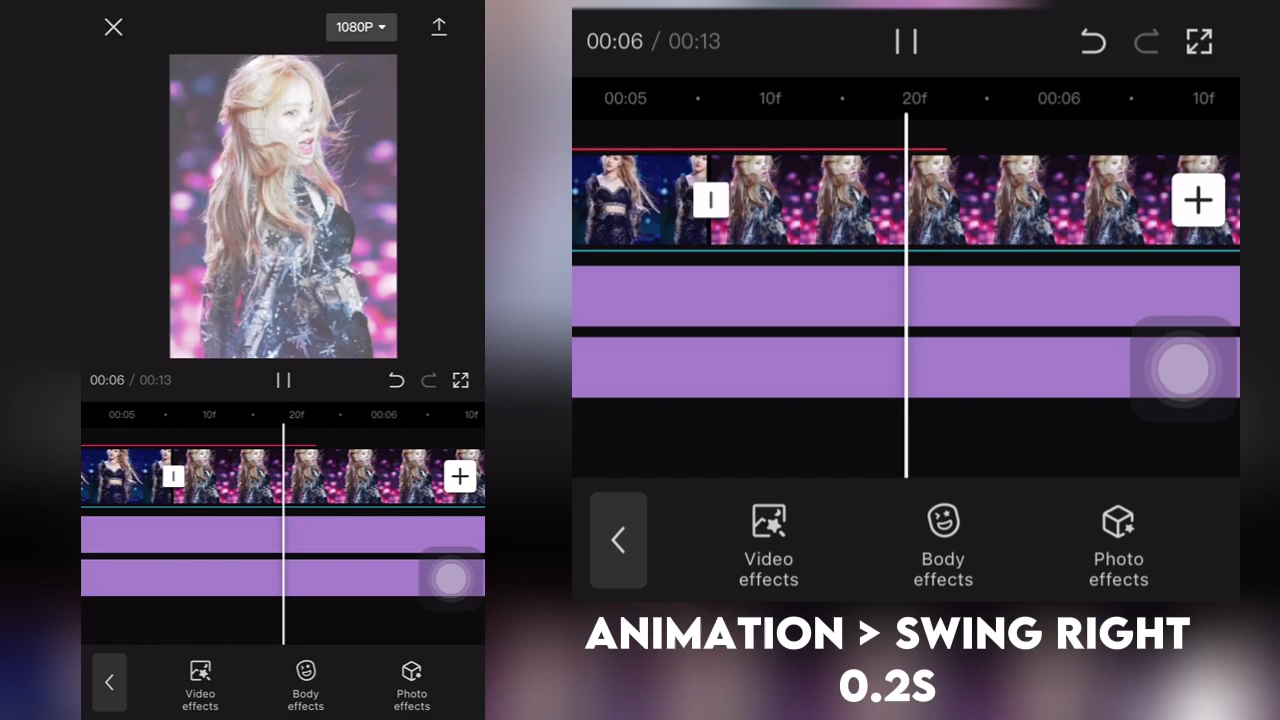 1080P
00:06 / 00:13
00:05 10f 20f 00:06 10f
Video effects
Body effects
Photo effects
00:06 / 00:13
00:05 10f 20f 00:06 10f
Video effects
Body effects
Photo effects
ANIMATION > SWING RIGHT
0.2S